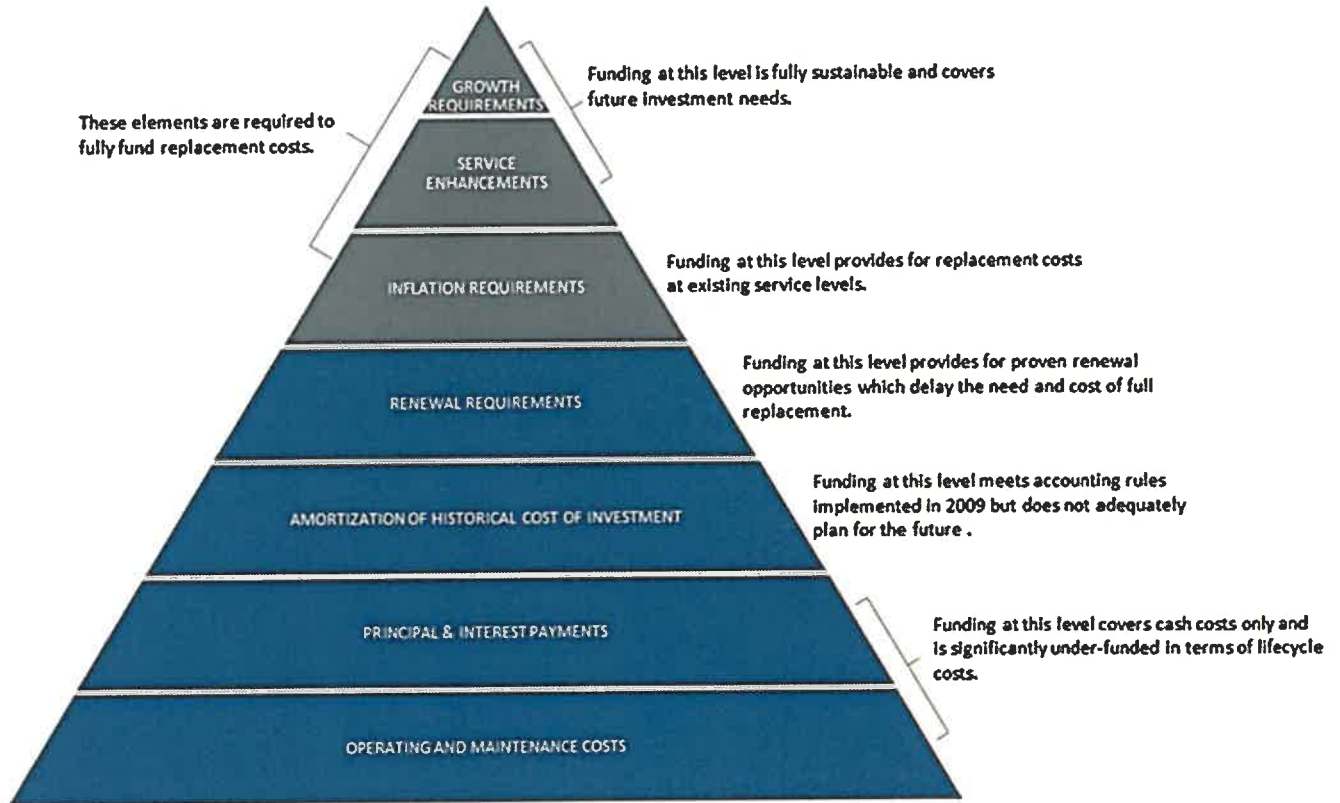 GROWTH
REQUIREMENTS
Funding at this level is fully sustainable and covers
future investment needs.
These elements are required to
fully fund replacement costs.
SERVICE
ENHANCEMENTS
INFLATION REQUIREMENTS
Funding at this level provides for replacement costs
at existing service levels.
RENEWAL REQUIREMENTS
Funding at this level provides for proven renewal
opportunities which delay the need and cost of full
replacement.
AMORTIZATION OF HISTORICAL COST OF INVESTMENT
Funding at this level meets accounting rules
implemented in 2009 but does not adequately
plan for the future .
PRINCIPAL & INTEREST PAYMENTS
Funding at this level covers cash costs only and
is significantly under-funded in terms of lifecycle
costs.
OPERATING AND MAINTENANCE COSTS